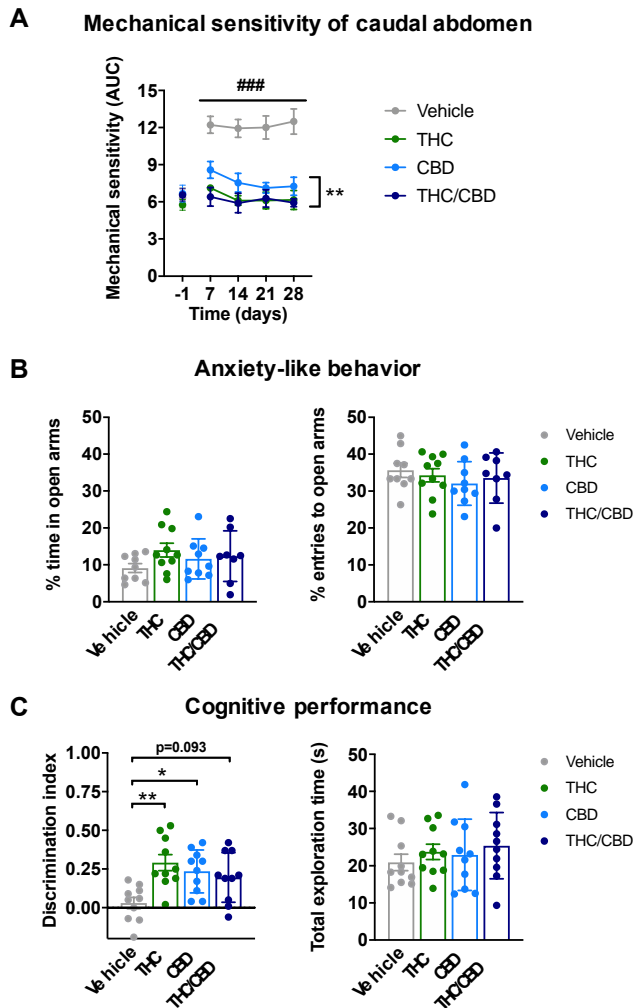 A Mechanical sensitivity of caudal abdomen
Mechanical sensitivity (AUC)
15
12
9
6
3
0
###
**
-1 7 14 21 28
Time (days)
Vehicle
THC
CBD
THC/CBD
B Anxiety-like behavior
% time in open arms
50
40
30
20
10
0
Ve hicle
THC
CBD
THC/CBD
% entries to open arms
50
40
30
20
10
0
Ve hicle
THC
CBD
THC/CBD
Vehicle
THC
CBD
THC/CBD
C Cognitive performance
Discrimination index
1.00
0.75
0.50
0.25
0.00
p=0.093
*
**
Ve hicle
THC
CBD
THC/CBD
Total exploration time (s)
50
40
30
20
10
0
Ve hicle
THC
CBD
THC/CBD
Vehicle
THC
CBD
THC/CBD